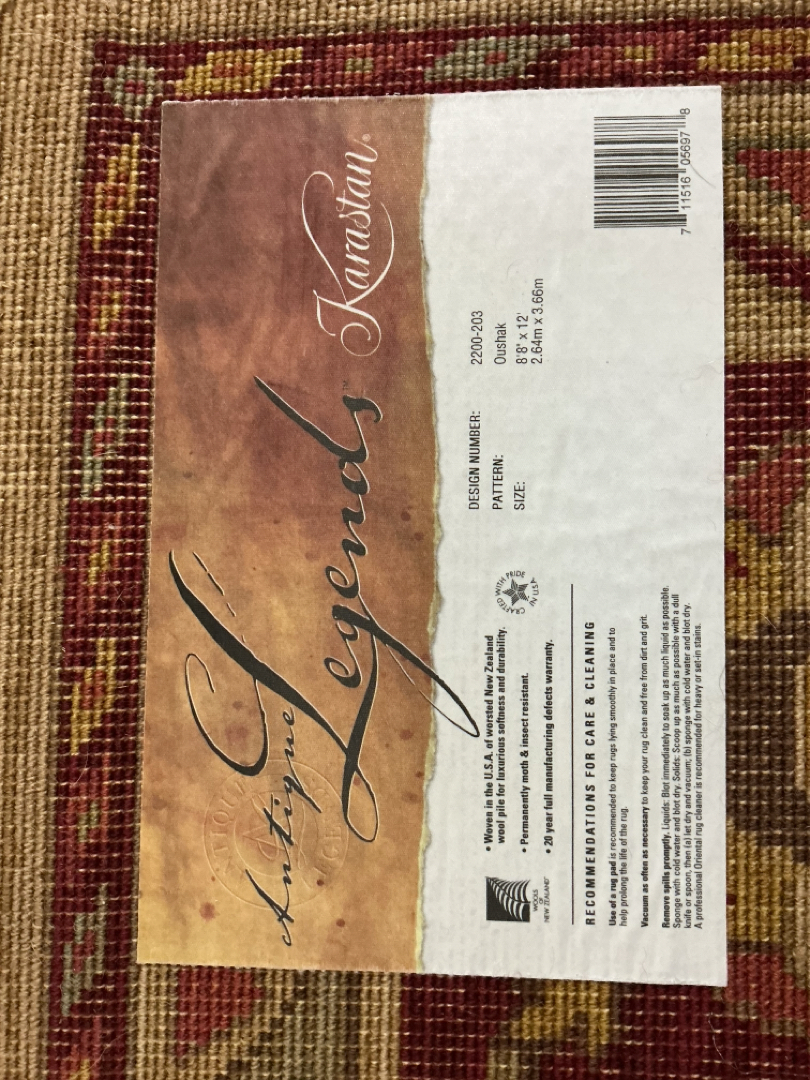 Antique
Legends™
Karastan®
• Woven in the U.S.A. of worsted New Zealand
wool pile for luxurious softness and durability.
• Permanently moth & insect resistant.
• 20 year full manufacturing defects warranty.
WOOLS
OF
NEW ZEALAND
CRAFTED WITH PRIDE
IN U.S.A.
DESIGN NUMBER: 2200-203
PATTERN: Oushak
SIZE: 8'8" x 12'
2.64m x 3.66m
RECOMMENDATIONS FOR CARE & CLEANING
Use of a rug pad is recommended to keep rugs lying smoothly in place and to
help prolong the life of the rug.
Vacuum as often as necessary to keep your rug clean and free from dirt and grit.
Remove spills promptly. Liquids: Blot immediately to soak up as much liquid as possible.
Sponge with cold water and blot dry. Solids: Scoop up as much as possible with a dull
knife or spoon, then (a) let dry and vacuum; (b) sponge with cold water and blot dry.
A professional Oriental rug cleaner is recommended for heavy or set-in stains.
7 11516 05697 8